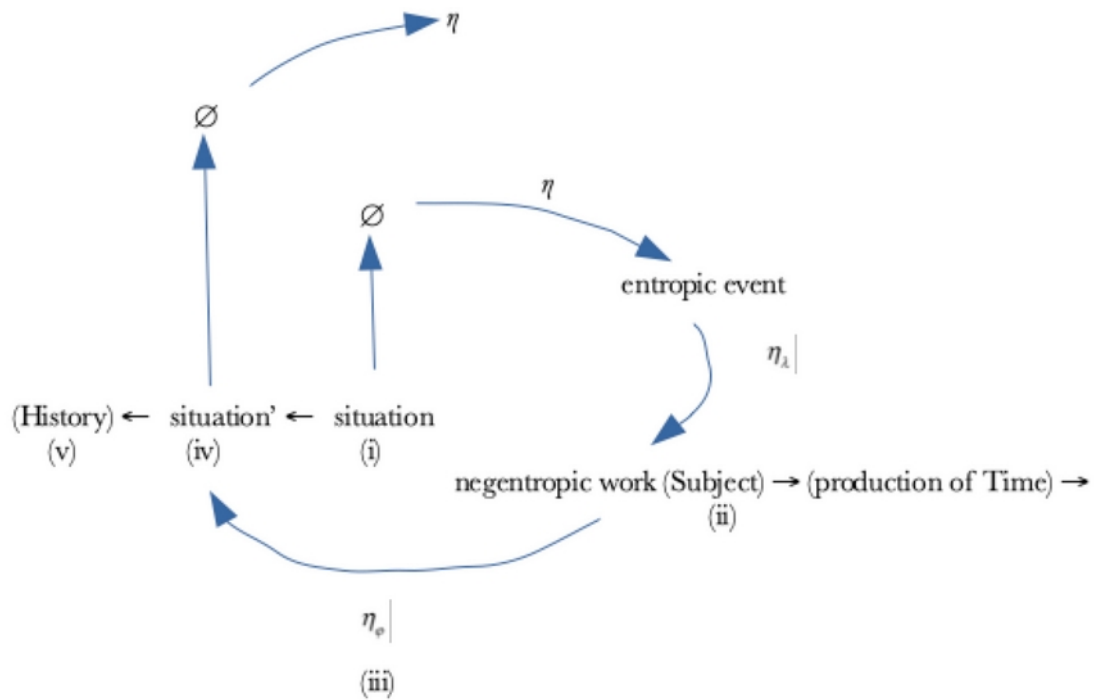 η
∅
η
∅
entropic event
η_λ|
(History) ← situation’ ← situation
(v) (iv) (i)
negentropic work (Subject) → (production of Time) →
(ii)
η_φ|
(iii)